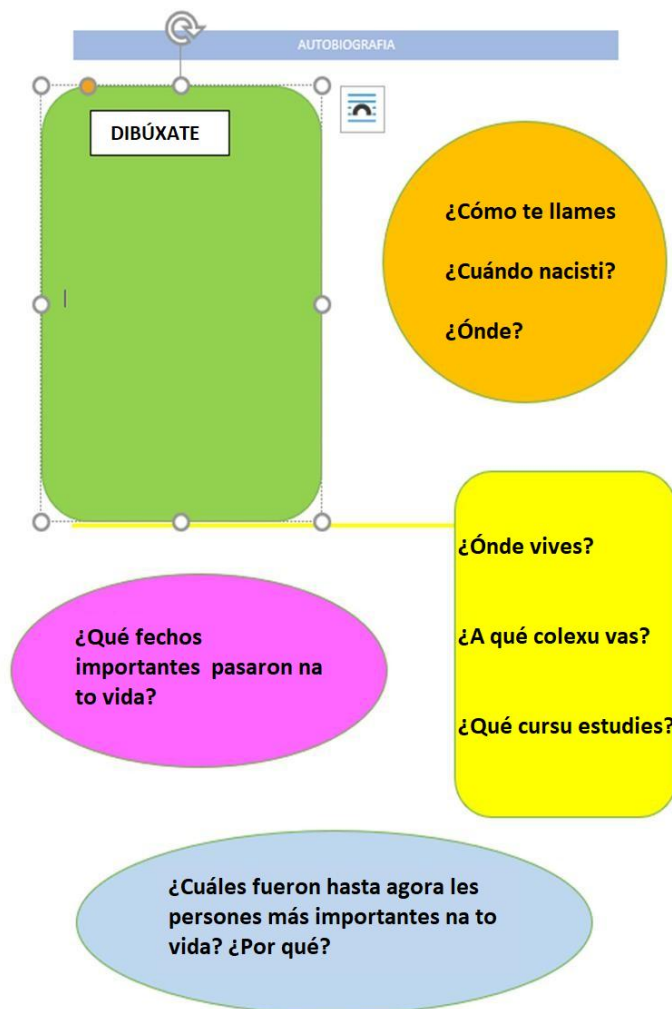 AUTOBIOGRAFIA
DIBÚXATE
¿Cómo te llames
¿Cuándo nacisti?
¿Ónde?
¿Ónde vives?
¿A qué colexu vas?
¿Qué cursu estudies?
¿Qué fechos
importantes pasaron na
to vida?
¿Cuáles fueron hasta agora les
persones más importantes na to
vida? ¿Por qué?